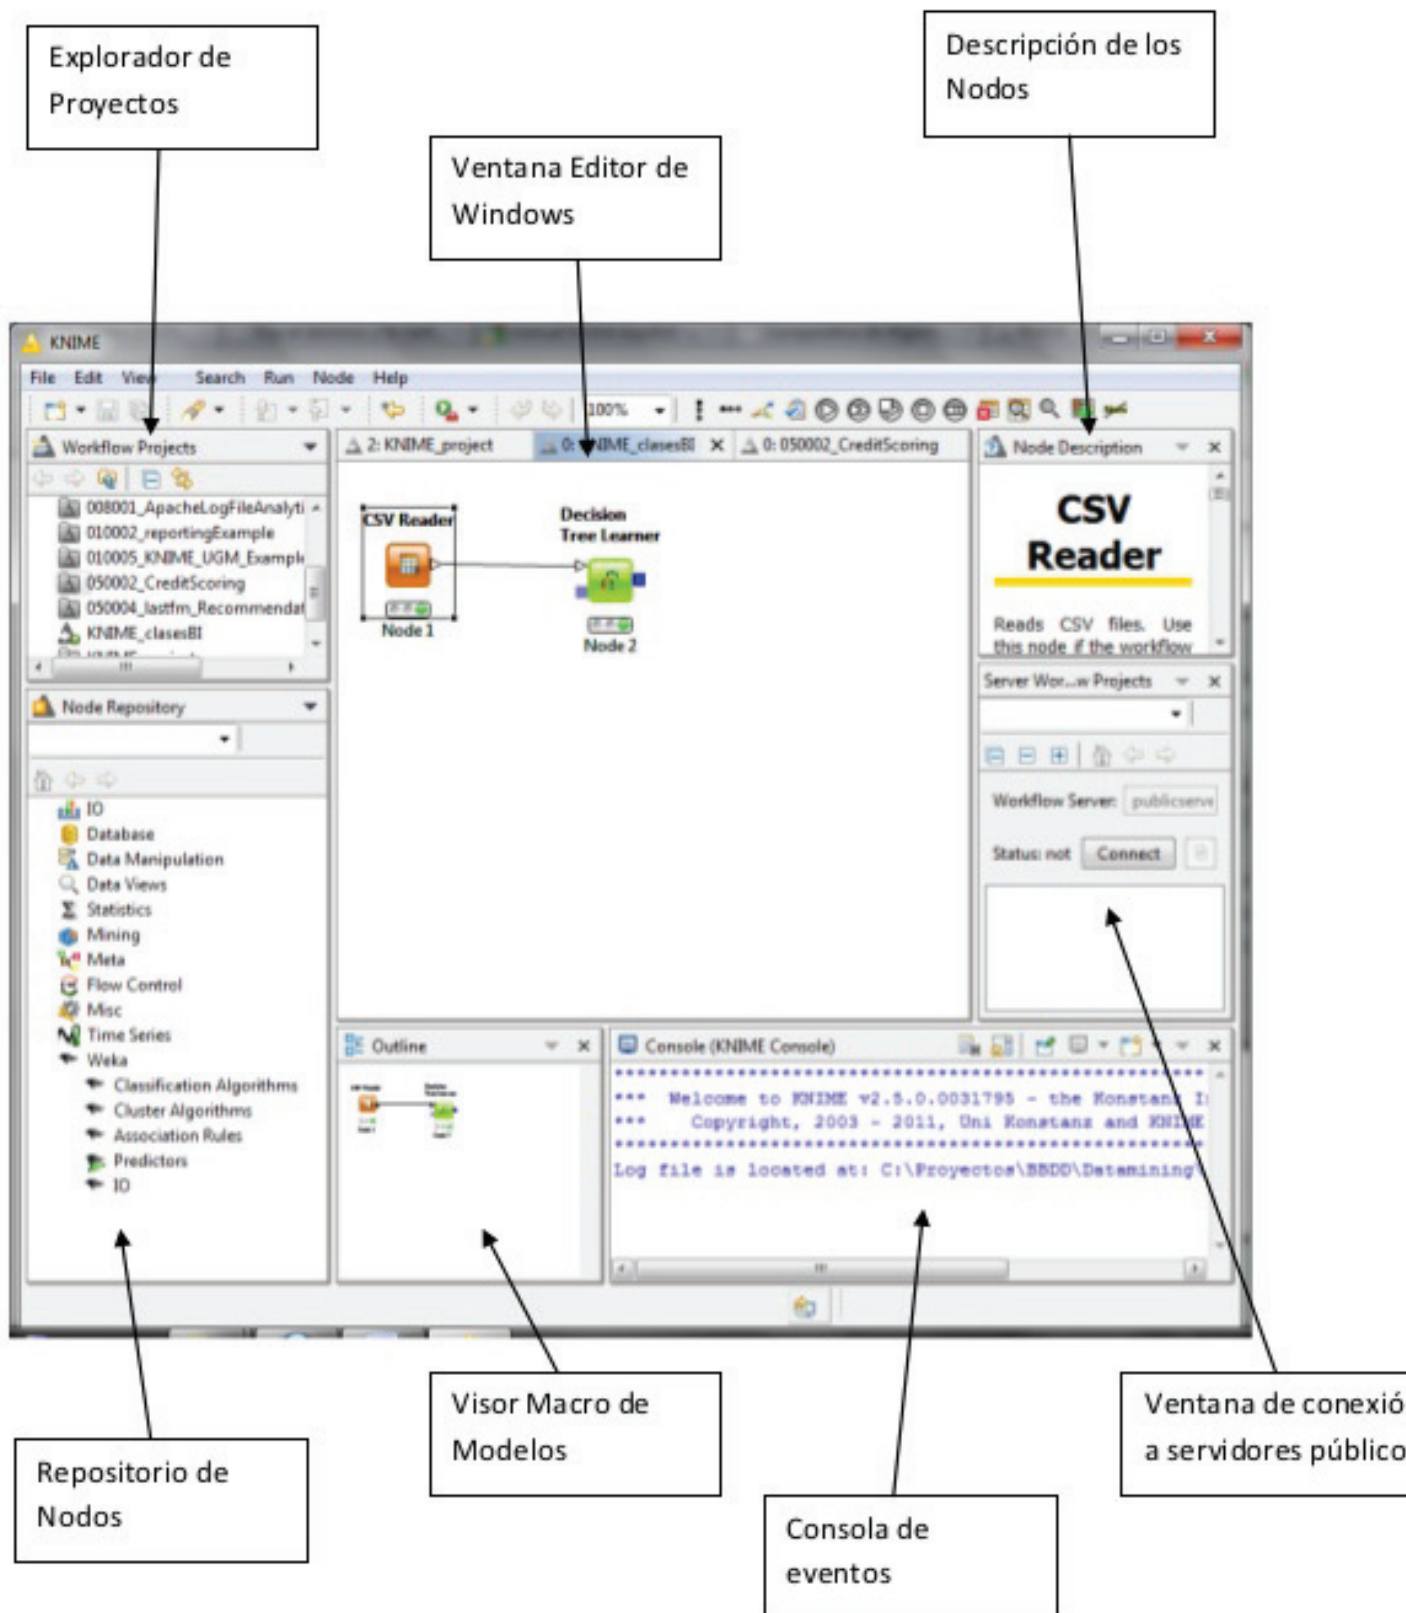 Explorador de
Proyectos
Descripción de los
Nodos
Ventana Editor de
Windows
KNIME
File Edit View Search Run Node Help
100%
Workflow Projects
2: KNIME_project
0: KNIME_clasesBI
0: 050002_CreditScoring
Node Description
008001_ApacheLogFileAnalyti
010002_reportingExample
010005_KNIME_UGM_Example
050002_CreditScoring
050004_lastfm_Recommendat
KNIME_clasesBI
CSV Reader
Node 1
Decision
Tree Learner
Node 2
CSV
Reader
Reads CSV files. Use
this node if the workflow
Server Wor...w Projects
Workflow Server: publicserve
Status: not Connect
Node Repository
IO
Database
Data Manipulation
Data Views
Statistics
Mining
Meta
Flow Control
Misc
Time Series
Weka
Classification Algorithms
Cluster Algorithms
Association Rules
Predictors
IO
Outline
Console (KNIME Console)
*** Welcome to KNIME v2.5.0.0031795 - the Konstanz I
*** Copyright, 2003 - 2011, Uni Konstanz and KNIME
Log file is located at: C:\Proyectos\BBDD\Datamining\
Visor Macro de
Modelos
Ventana de conexió
a servidores público
Repositorio de
Nodos
Consola de
eventos